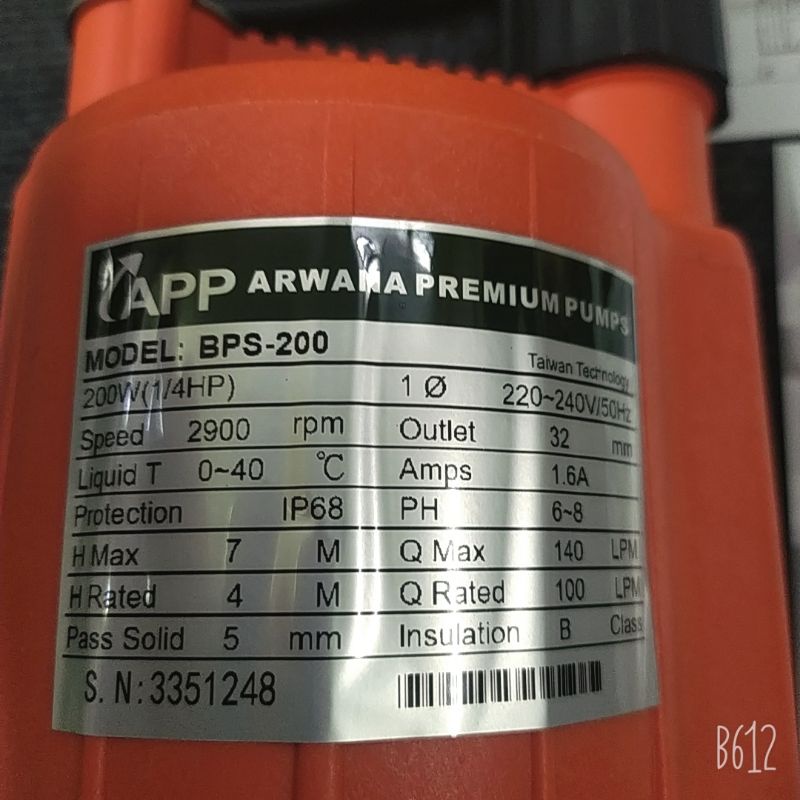 APP ARWANA PREMIUM PUMPS
MODEL: BPS-200
Taiwan Technology
200W(1/4HP) 1 Ø 220~240V/50Hz
Speed 2900 rpm Outlet 32 mm
Liquid T 0~40 ℃ Amps 1.6A
Protection IP68 PH 6~8
H Max 7 M Q Max 140 LPM
H Rated 4 M Q Rated 100 LPM
Pass Solid 5 mm Insulation B Class
S.N:3351248
B612